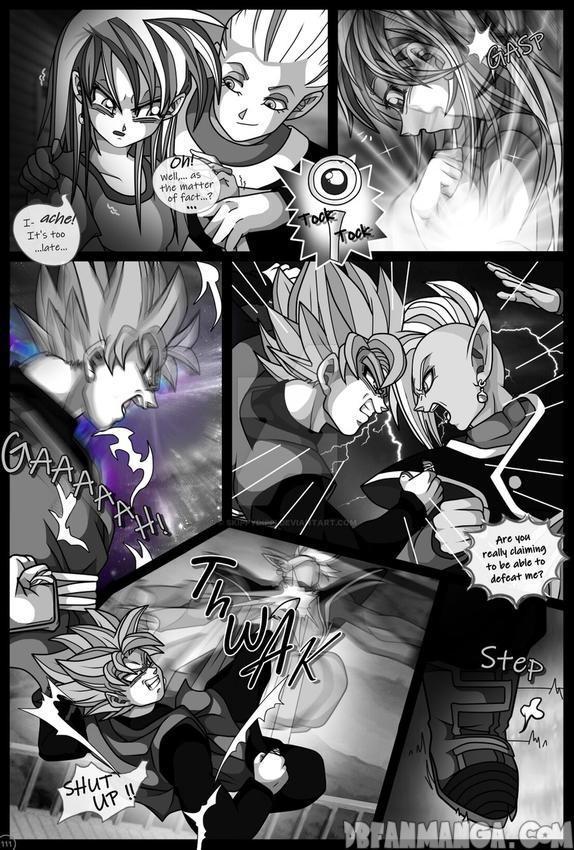 Oh!
Well,... as
the matter
of fact...?
...
I- ache!
It's too
...late...
GASP
TOCK
TOCK
GAAAAAAH!
Are you
really claiming
to be able to
defeat me?
THWAK
Step
SHUT
UP !!
111
DBFANMANGA.COM